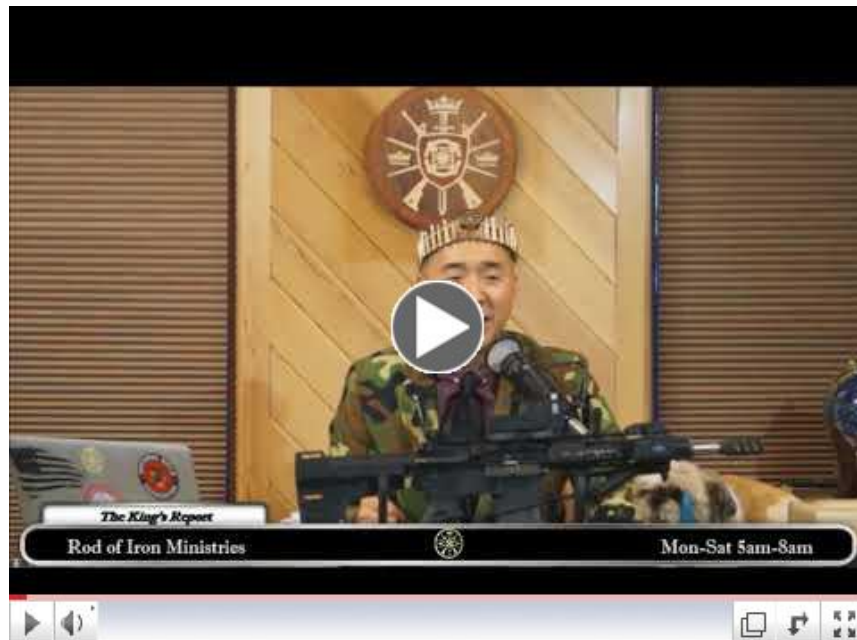 The King's Report
Rod of Iron Ministries
Mon-Sat 5am-8am